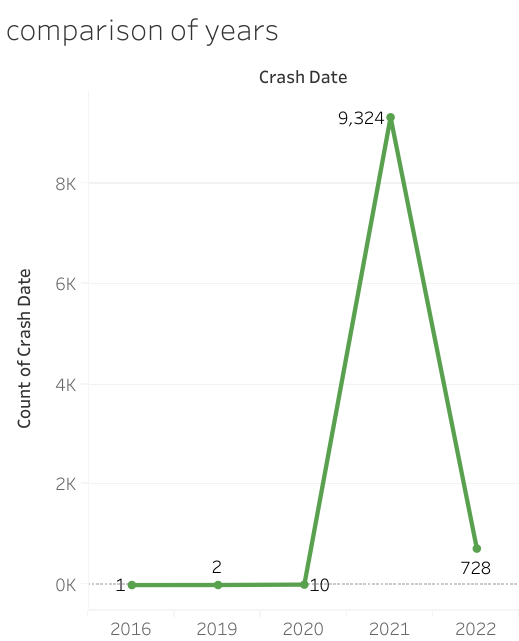 comparison of years
Crash Date
9,324
8K
6K
4K
2K
0K
Count of Crash Date
1
2
10
728
2016 2019 2020 2021 2022